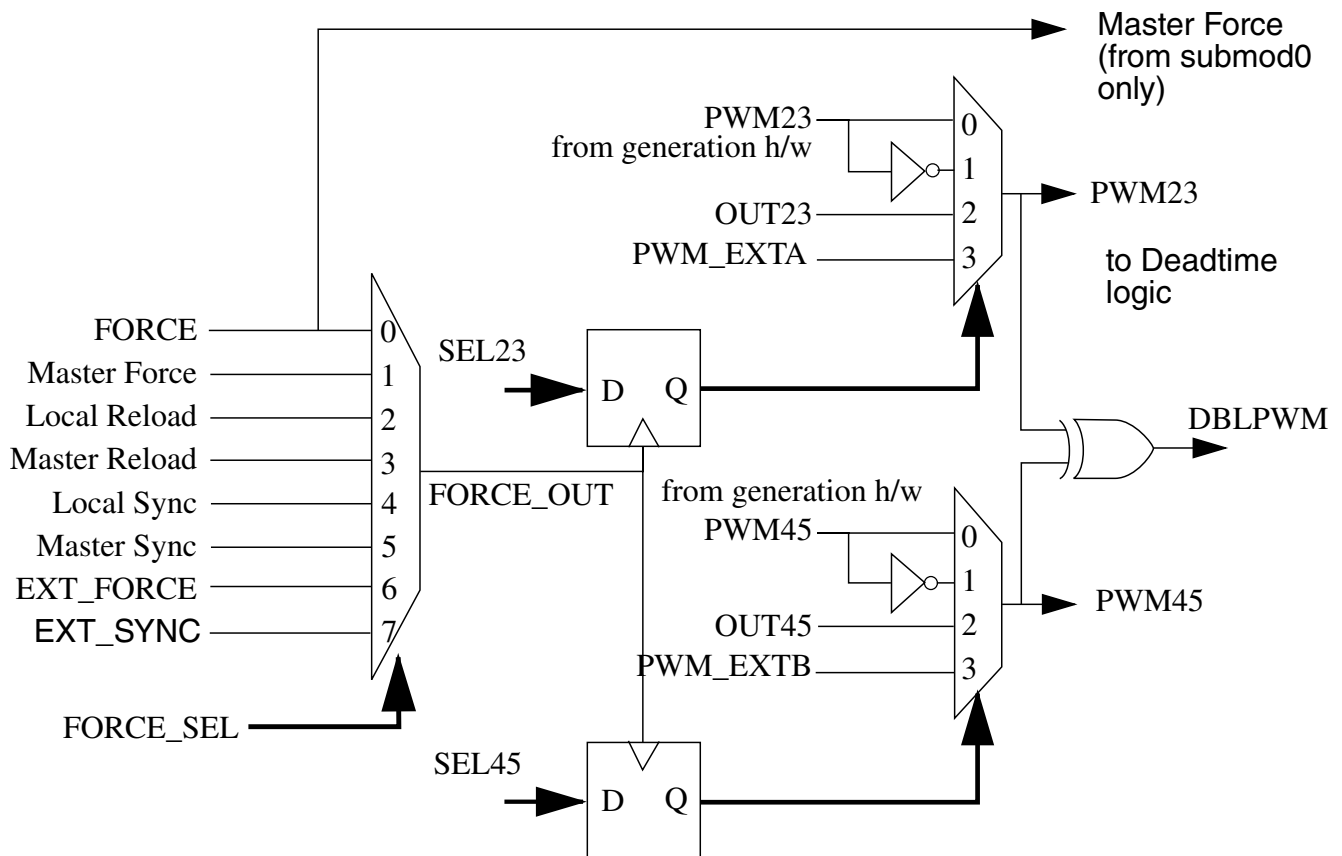 Master Force
(from submod0
only)
PWM23
from generation h/w
0
1
OUT23
2
PWM_EXTA
3
PWM23
to Deadtime
logic
FORCE
0
Master Force
1
Local Reload
2
Master Reload
3
Local Sync
4
Master Sync
5
EXT_FORCE
6
EXT_SYNC
7
FORCE_SEL
FORCE_OUT
SEL23
D Q
DBLPWM
from generation h/w
PWM45
0
1
OUT45
2
PWM_EXTB
3
PWM45
SEL45
D Q